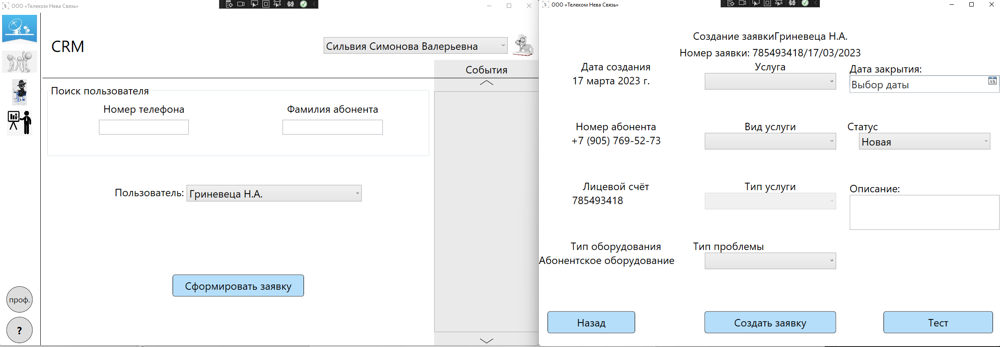 ООО «Телеком Нева Связь»
CRM
Сильвия Симонова Валерьевна
События
Поиск пользователя
Номер телефона
Фамилия абонента
Пользователь:
Гриневеца Н.А.
Сформировать заявку
проф.
?
ООО «Телеком Нева Связь»
Создание заявкиГриневеца Н.А.
Номер заявки: 785493418/17/03/2023
Дата создания
17 марта 2023 г.
Услуга
Дата закрытия:
Выбор даты
15
Номер абонента
+7 (905) 769-52-73
Вид услуги
Статус
Новая
Лицевой счёт
785493418
Тип услуги
Описание:
Тип оборудования
Абонентское оборудование
Тип проблемы
Назад
Создать заявку
Тест